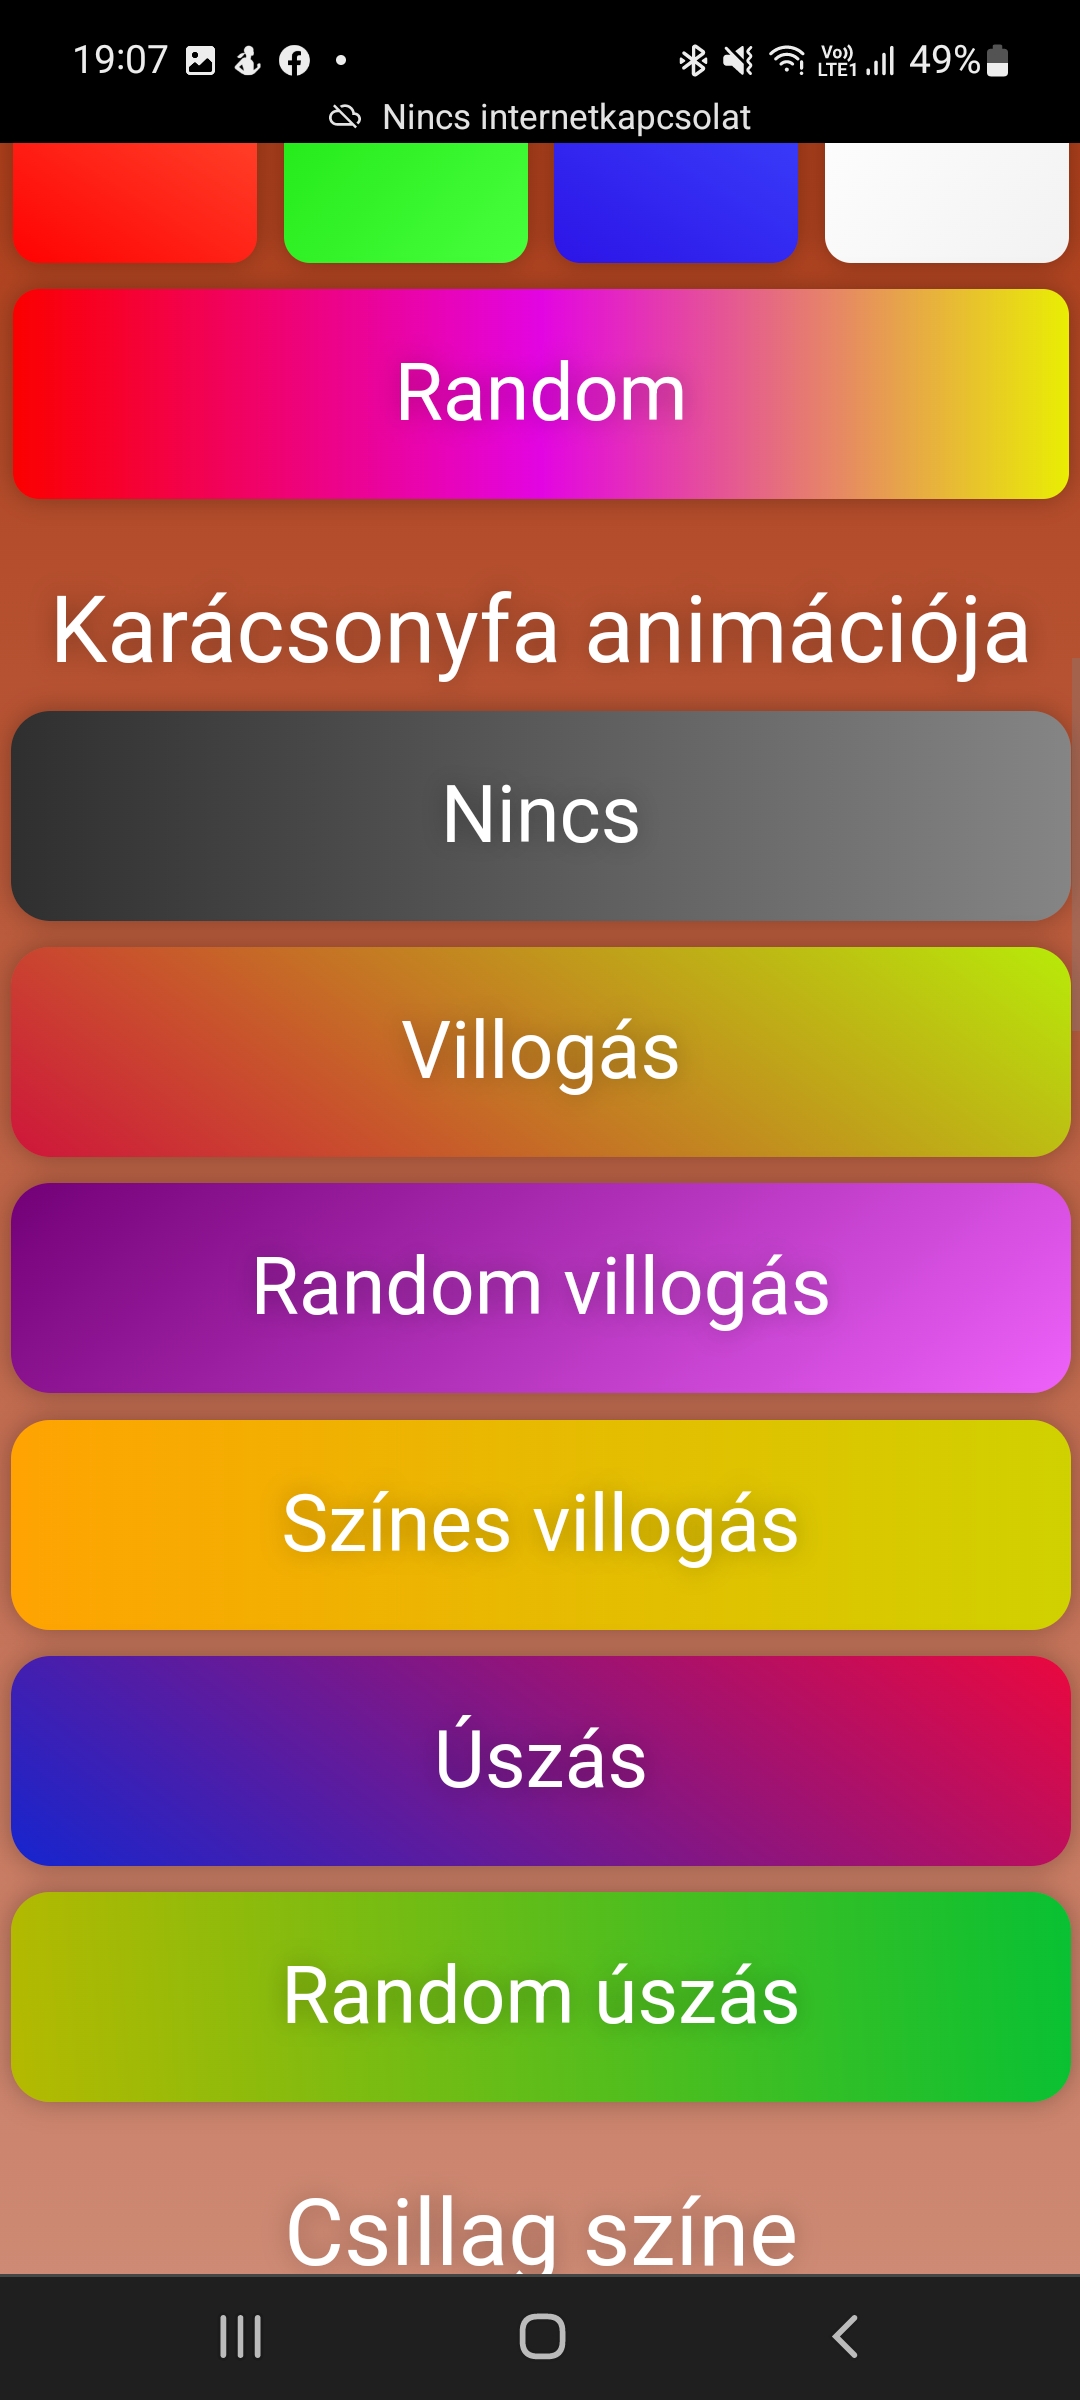 19:07 Vo)) LTE1 49%
Nincs internetkapcsolat
Random
Karácsonyfa animációja
Nincs
Villogás
Random villogás
Színes villogás
Úszás
Random úszás
Csillag színe